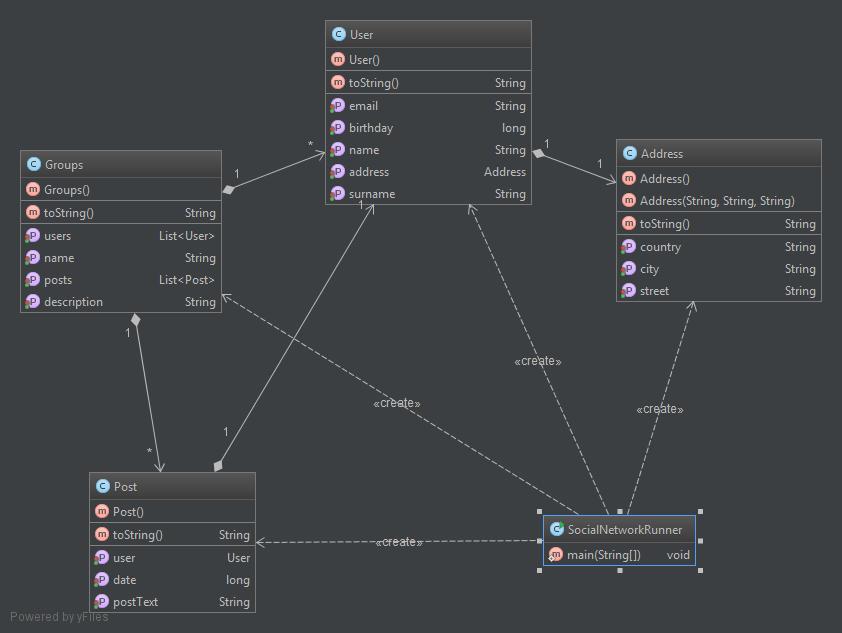 C User
m User()
m toString() String
P email String
P birthday long
P name String
P address Address
P surname String
C Groups
m Groups()
m toString() String
P users List<User>
P name String
P posts List<Post>
P description String
C Address
m Address()
m Address(String, String, String)
m toString() String
P country String
P city String
P street String
1
*
1
1
1
1
*
1
«create»
«create»
«create»
«create»
C Post
m Post()
m toString() String
P user User
P date long
P postText String
C SocialNetworkRunner
m main(String[]) void
Powered by yFiles